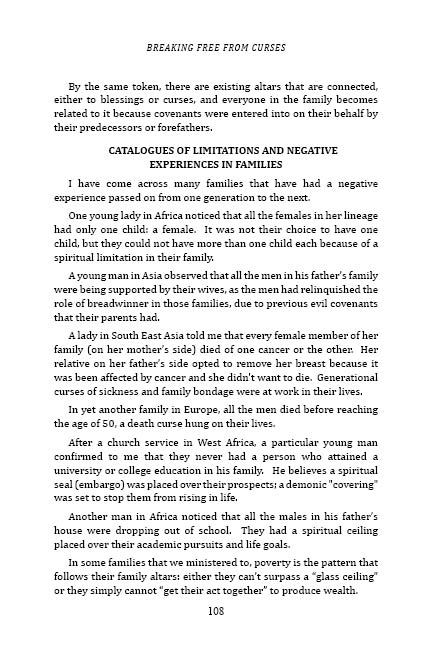 BREAKING FREE FROM CURSES
By the same token, there are existing altars that are connected,
either to blessings or curses, and everyone in the family becomes
related to it because covenants were entered into on their behalf by
their predecessors or forefathers.
CATALOGUES OF LIMITATIONS AND NEGATIVE
EXPERIENCES IN FAMILIES
I have come across many families that have had a negative
experience passed on from one generation to the next.
One young lady in Africa noticed that all the females in her lineage
had only one child: a female. It was not their choice to have one
child, but they could not have more than one child each because of a
spiritual limitation in their family.
A young man in Asia observed that all the men in his father's family
were being supported by their wives, as the men had relinquished the
role of breadwinner in those families, due to previous evil covenants
that their parents had.
A lady in South East Asia told me that every female member of her
family (on her mother's side) died of one cancer or the other. Her
relative on her father's side opted to remove her breast because it
was been affected by cancer and she didn't want to die. Generational
curses of sickness and family bondage were at work in their lives.
In yet another family in Europe, all the men died before reaching
the age of 50, a death curse hung on their lives.
After a church service in West Africa, a particular young man
confirmed to me that they never had a person who attained a
university or college education in his family. He believes a spiritual
seal (embargo) was placed over their prospects; a demonic "covering"
was set to stop them from rising in life.
Another man in Africa noticed that all the males in his father's
house were dropping out of school. They had a spiritual ceiling
placed over their academic pursuits and life goals.
In some families that we ministered to, poverty is the pattern that
follows their family altars: either they can't surpass a “glass ceiling”
or they simply cannot “get their act together” to produce wealth.
108